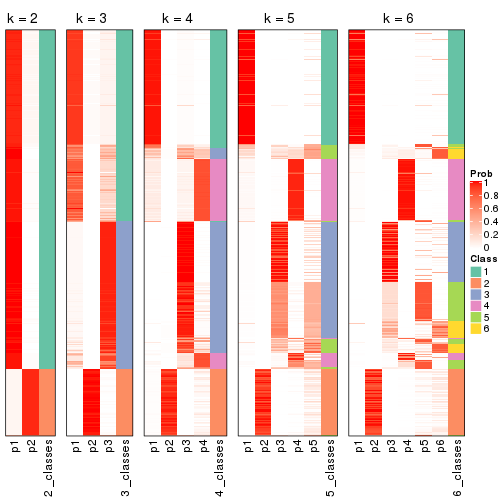 k = 2
k = 3
k = 4
k = 5
k = 6
Prob
1
0.8
0.6
0.4
0.2
0
Class
1
2
3
4
5
6
p1
p2
2_classes
p1
p2
p3
3_classes
p1
p2
p3
p4
4_classes
p1
p2
p3
p4
p5
5_classes
p1
p2
p3
p4
p5
p6
6_classes